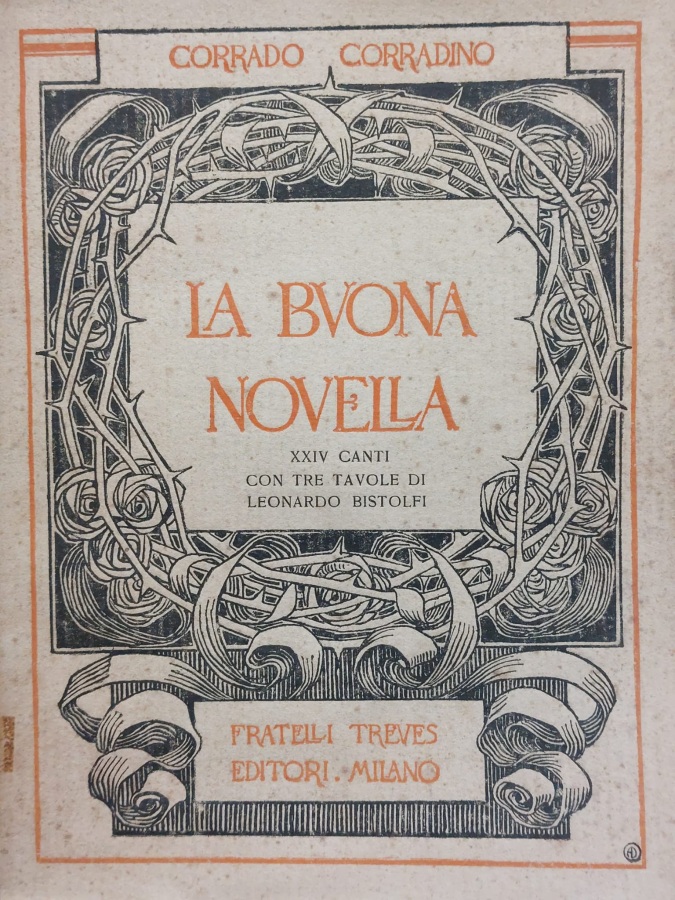 CORRADO CORRADINO
LA BVONA
NOVELLA
XXIV CANTI
CON TRE TAVOLE DI
LEONARDO BISTOLFI
FRATELLI TREVES
EDITORI . MILANO